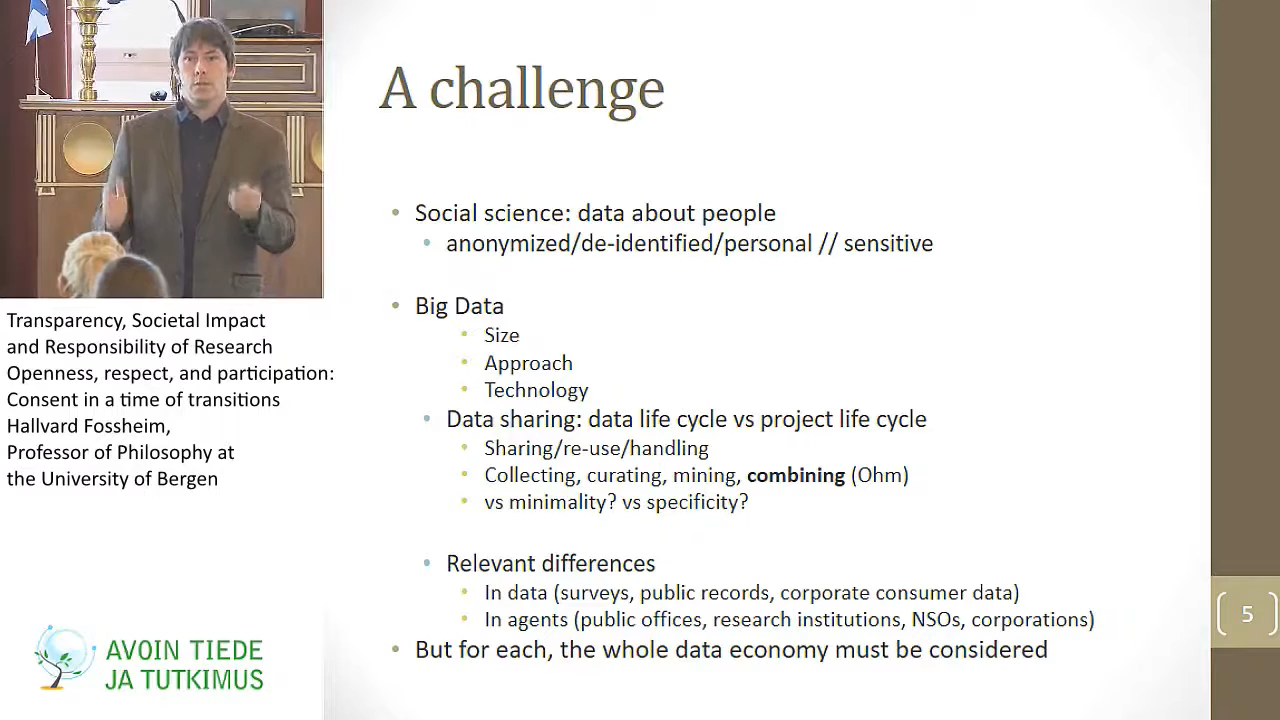 A challenge
Social science: data about people
anonymized/de-identified/personal // sensitive
Big Data
Size
Approach
Technology
Data sharing: data life cycle vs project life cycle
Sharing/re-use/handling
Collecting, curating, mining, combining (Ohm)
vs minimality? vs specificity?
Relevant differences
In data (surveys, public records, corporate consumer data)
In agents (public offices, research institutions, NSOs, corporations)
But for each, the whole data economy must be considered
5
Transparency, Societal Impact
and Responsibility of Research
Openness, respect, and participation:
Consent in a time of transitions
Hallvard Fossheim,
Professor of Philosophy at
the University of Bergen
AVOIN TIEDE
JA TUTKIMUS